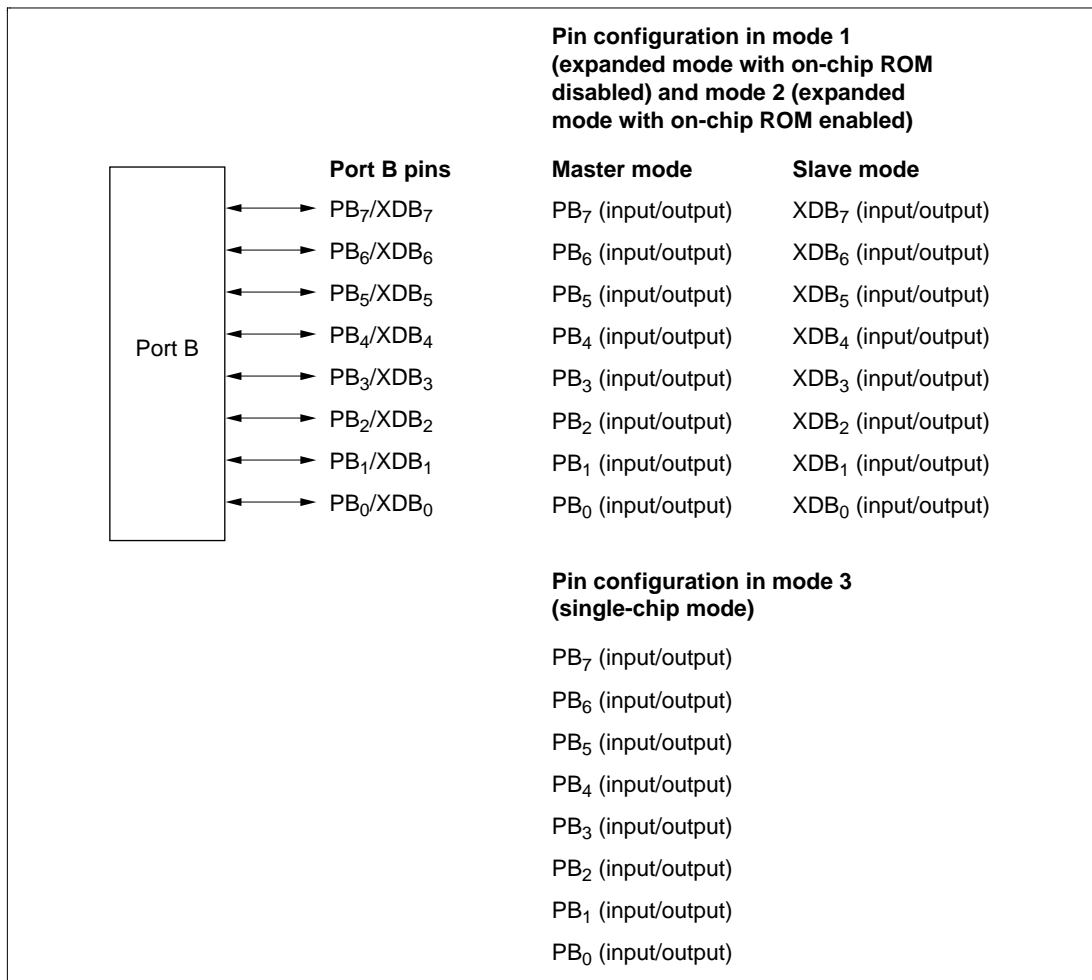 Pin configuration in mode 1
(expanded mode with on-chip ROM
disabled) and mode 2 (expanded
mode with on-chip ROM enabled)
Port B pins Master mode Slave mode
PB₇/XDB₇ PB₇ (input/output) XDB₇ (input/output)
PB₆/XDB₆ PB₆ (input/output) XDB₆ (input/output)
PB₅/XDB₅ PB₅ (input/output) XDB₅ (input/output)
PB₄/XDB₄ PB₄ (input/output) XDB₄ (input/output)
Port B
PB₃/XDB₃ PB₃ (input/output) XDB₃ (input/output)
PB₂/XDB₂ PB₂ (input/output) XDB₂ (input/output)
PB₁/XDB₁ PB₁ (input/output) XDB₁ (input/output)
PB₀/XDB₀ PB₀ (input/output) XDB₀ (input/output)
Pin configuration in mode 3
(single-chip mode)
PB₇ (input/output)
PB₆ (input/output)
PB₅ (input/output)
PB₄ (input/output)
PB₃ (input/output)
PB₂ (input/output)
PB₁ (input/output)
PB₀ (input/output)